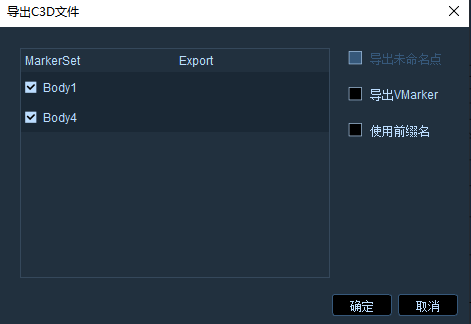 导出C3D文件
MarkerSet Export
导出未命名点
Body1
导出VMarker
Body4
使用前缀名
确定 取消